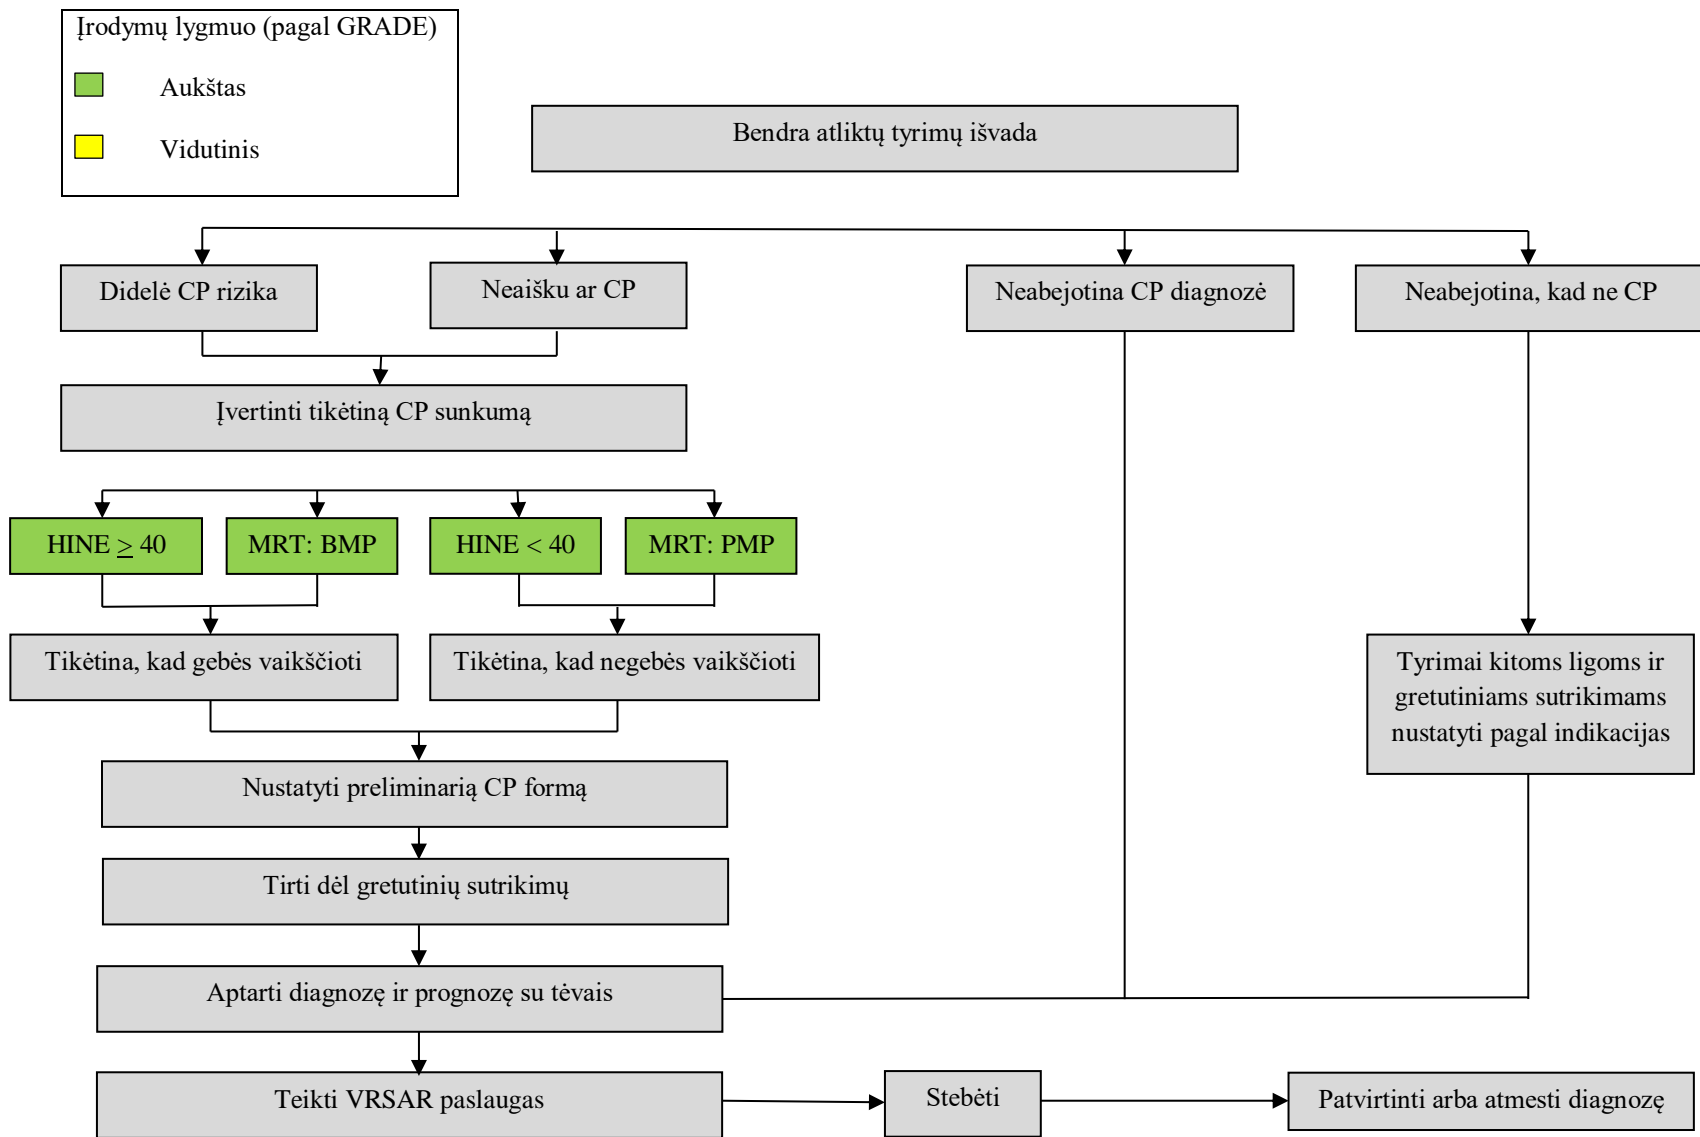 Įrodymų lygmuo (pagal GRADE)
Aukštas
Vidutinis
Bendra atliktų tyrimų išvada
Didelė CP rizika
Neaišku ar CP
Neabejotina CP diagnozė
Neabejotina, kad ne CP
Įvertinti tikėtiną CP sunkumą
HINE ≥ 40
MRT: BMP
HINE < 40
MRT: PMP
Tikėtina, kad gebės vaikščioti
Tikėtina, kad negebės vaikščioti
Tyrimai kitoms ligoms ir
gretutiniams sutrikimams
nustatyti pagal indikacijas
Nustatyti preliminarią CP formą
Tirti dėl gretutinių sutrikimų
Aptarti diagnozę ir prognozę su tėvais
Teikti VRSAR paslaugas
Stebėti
Patvirtinti arba atmesti diagnozę